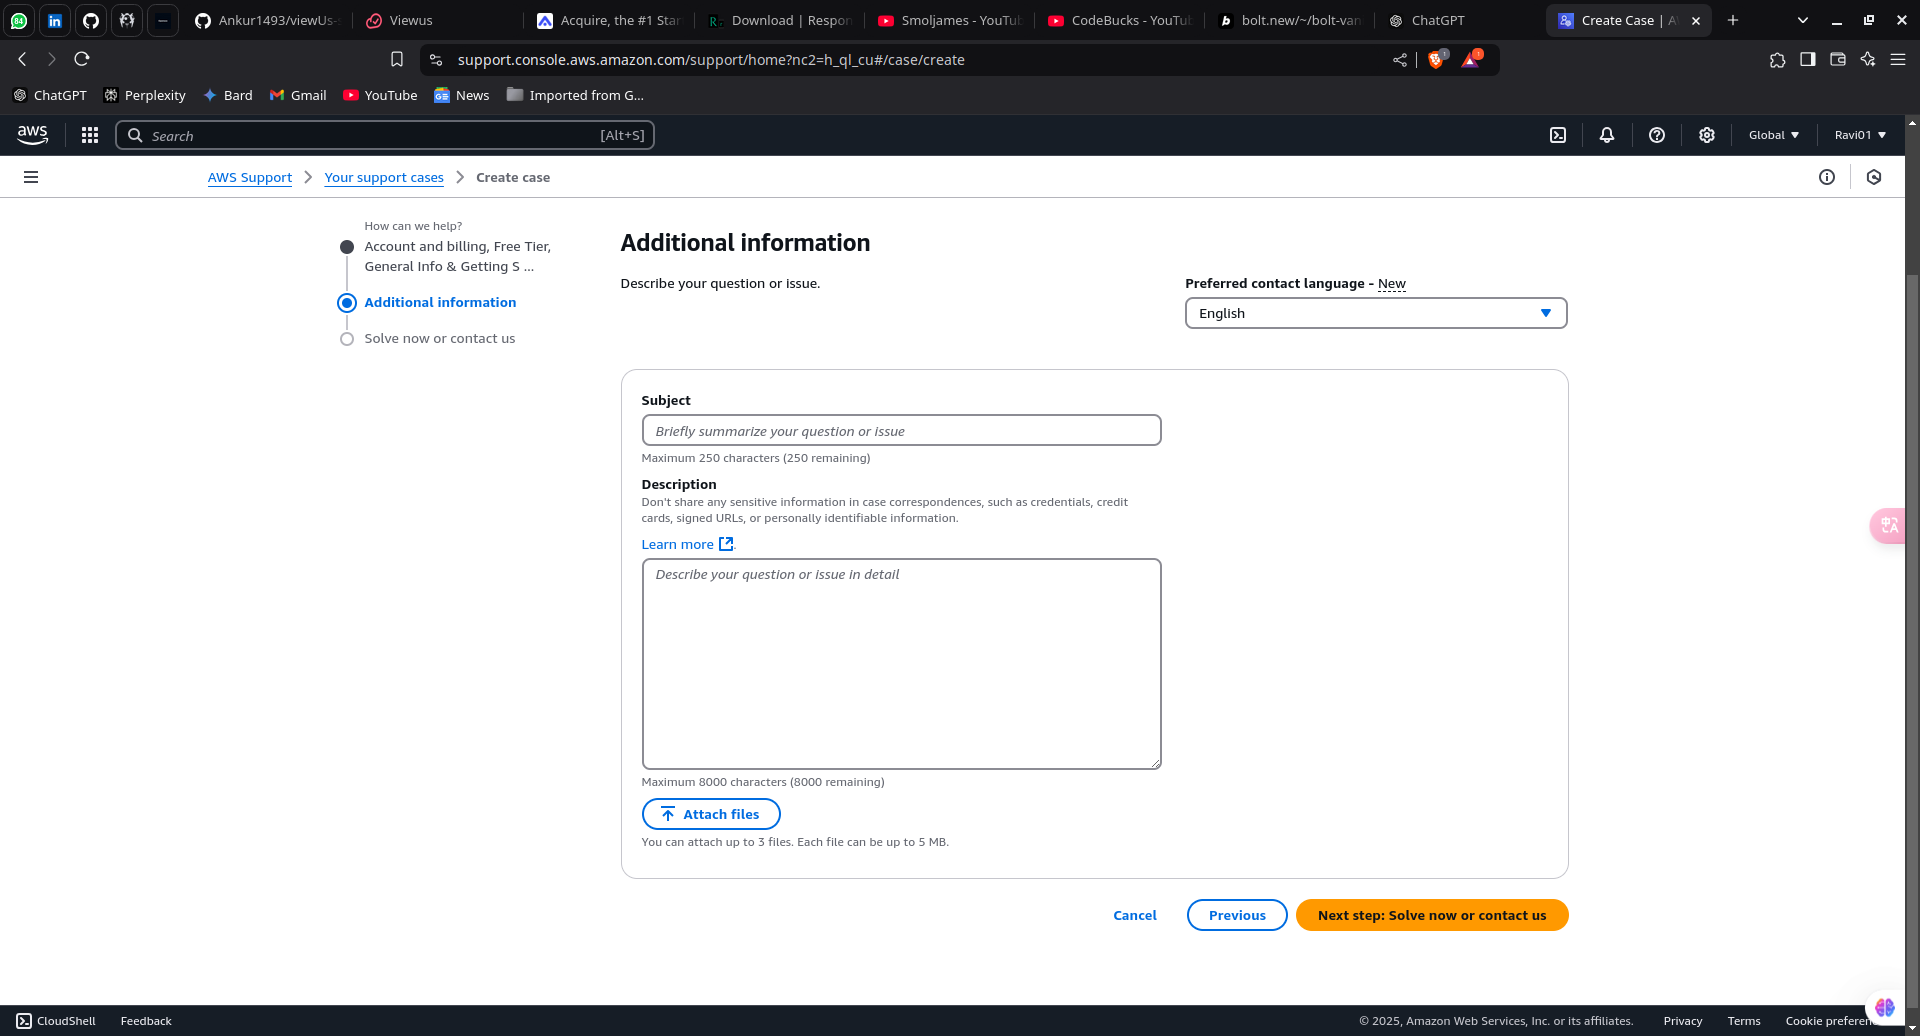 84
Ankur1493/viewUs-
Viewus
Acquire, the #1 Star
Download | Respon
Smoljames - YouTub
CodeBucks - YouTub
bolt.new/~/bolt-van
ChatGPT
Create Case | A
support.console.aws.amazon.com/support/home?nc2=h_ql_cu#/case/create
1
1
ChatGPT
Perplexity
Bard
Gmail
YouTube
News
Imported from G...
aws
Search
[Alt+S]
Global
Ravi01
AWS Support
Your support cases
Create case
How can we help?
Account and billing, Free Tier,
General Info & Getting S ...
Additional information
Solve now or contact us
Additional information
Describe your question or issue.
Preferred contact language - New
English
Subject
Briefly summarize your question or issue
Maximum 250 characters (250 remaining)
Description
Don't share any sensitive information in case correspondences, such as credentials, credit
cards, signed URLs, or personally identifiable information.
Learn more .
Describe your question or issue in detail
Maximum 8000 characters (8000 remaining)
Attach files
You can attach up to 3 files. Each file can be up to 5 MB.
Cancel
Previous
Next step: Solve now or contact us
CloudShell
Feedback
© 2025, Amazon Web Services, Inc. or its affiliates.
Privacy
Terms
Cookie preferen